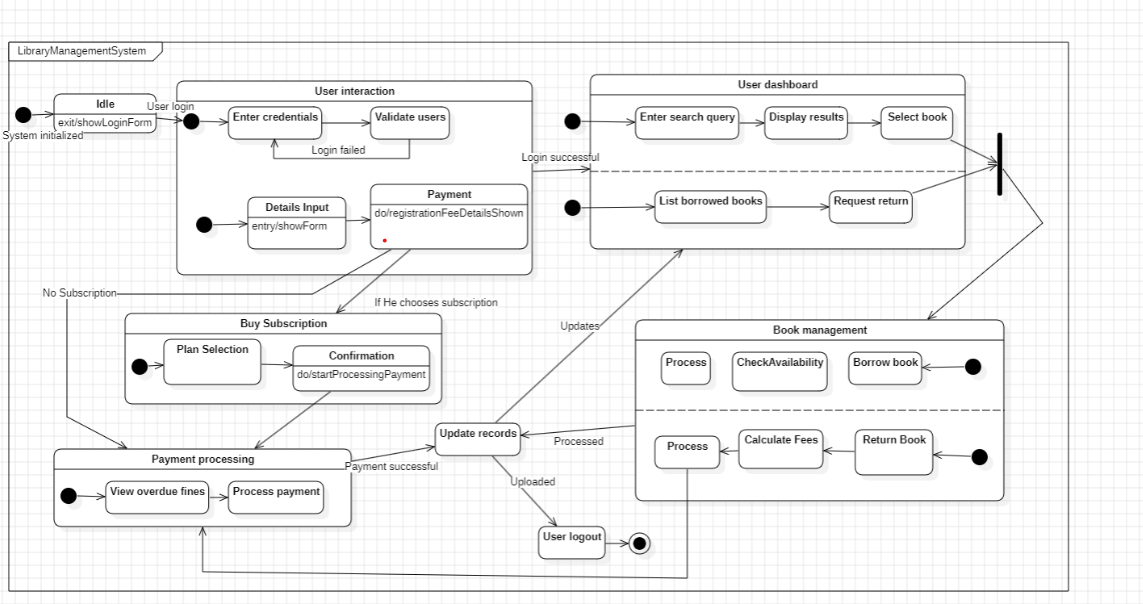 LibraryManagementSystem
Idle
exit/showLoginForm
System initialized
User login
User interaction
Enter credentials
Validate users
Login failed
Details Input
entry/showForm
Payment
do/registrationFeeDetailsShown
Login successful
User dashboard
Enter search query
Display results
Select book
List borrowed books
Request return
No Subscription
If He chooses subscription
Buy Subscription
Plan Selection
Confirmation
do/startProcessingPayment
Updates
Book management
Process
CheckAvailability
Borrow book
Process
Calculate Fees
Return Book
Update records
Processed
Payment processing
View overdue fines
Process payment
Payment successful
Uploaded
User logout